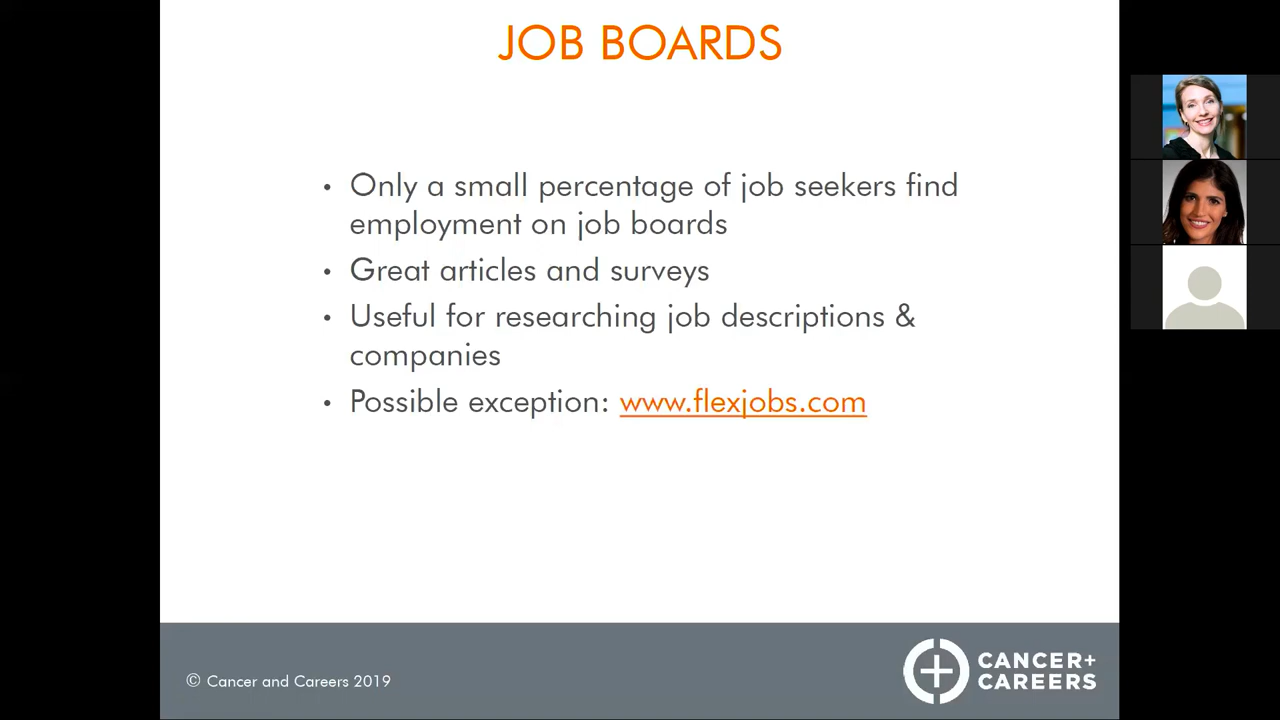 JOB BOARDS
• Only a small percentage of job seekers find
employment on job boards
• Great articles and surveys
• Useful for researching job descriptions &
companies
• Possible exception: www.flexjobs.com
© Cancer and Careers 2019
CANCER+
CAREERS